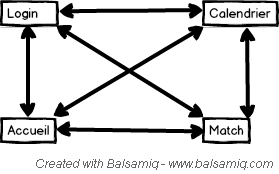 Login
Calendrier
Accueil
Match
Created with Balsamiq - www.balsamiq.com